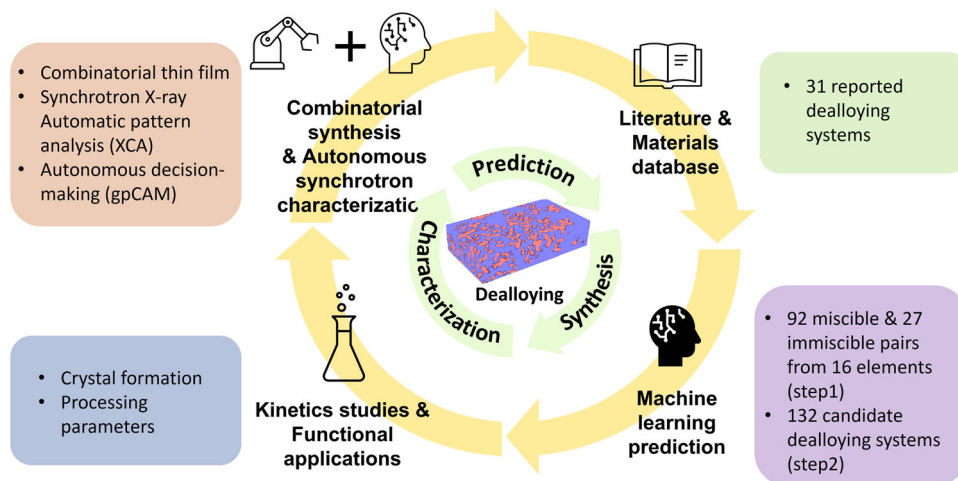 • Combinatorial thin film
• Synchrotron X-ray
Automatic pattern
analysis (XCA)
• Autonomous decision-
making (gpCAM)
+
Combinatorial
synthesis
& Autonomous
synchrotron
characterizatic
Literature &
Materials
database
• 31 reported
dealloying
systems
Prediction
Synthesis
Characterization
Dealloying
• Crystal formation
• Processing
parameters
Kinetics studies &
Functional
applications
Machine
learning
prediction
• 92 miscible & 27
immiscible pairs
from 16 elements
(step1)
• 132 candidate
dealloying systems
(step2)